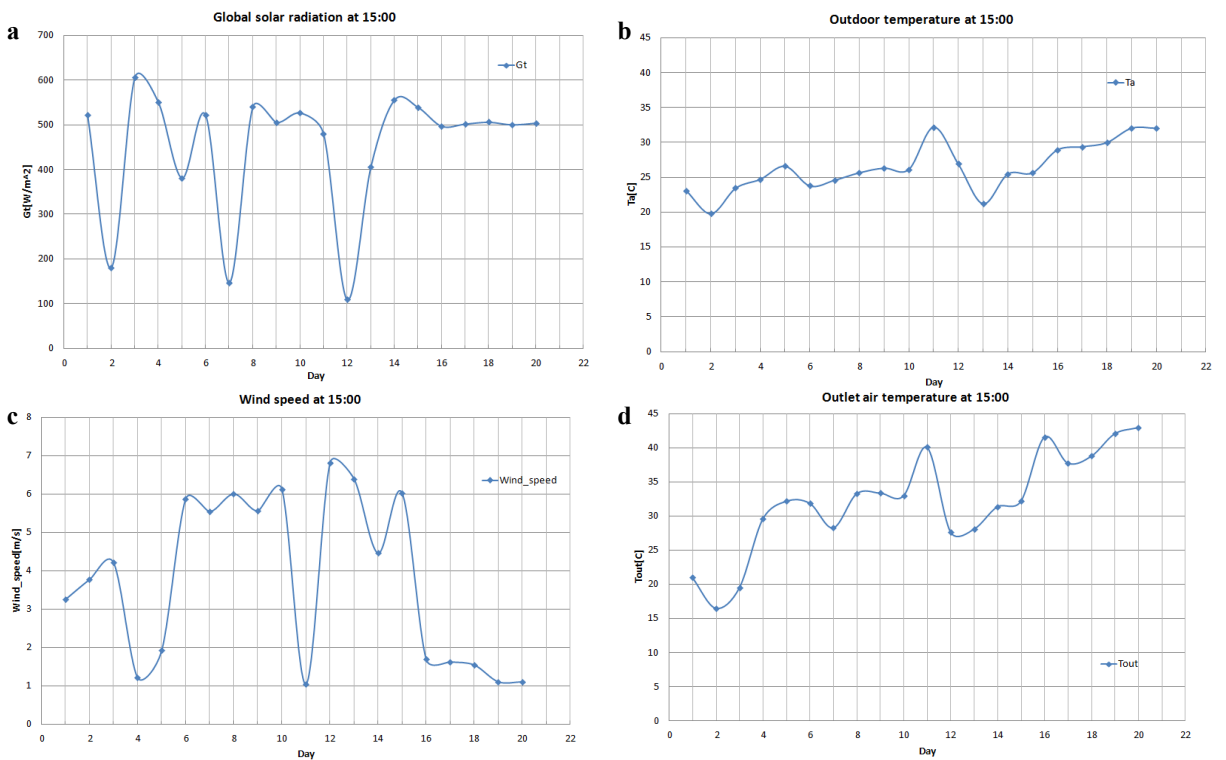 Global solar radiation at 15:00
a
700
600
500
400
300
200
100
0
Gt[W/m^2]
Gt
0 2 4 6 8 10 12 14 16 18 20 22
Day
Outdoor temperature at 15:00
b
45
40
35
30
25
20
15
10
5
0
Ta[C]
Ta
0 2 4 6 8 10 12 14 16 18 20 22
Day
Wind speed at 15:00
c
8
7
6
5
4
3
2
1
0
Wind_speed[m/s]
Wind_speed
0 2 4 6 8 10 12 14 16 18 20 22
Day
Outlet air temperature at 15:00
d
45
40
35
30
25
20
15
10
5
0
Tout[C]
Tout
0 2 4 6 8 10 12 14 16 18 20 22
Day